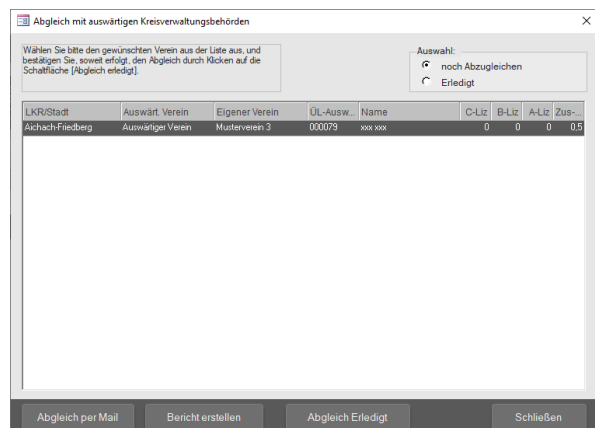 Abgleich mit auswärtigen Kreisverwaltungsbehörden
Wählen Sie bitte den gewünschten Verein aus der Liste aus, und
bestätigen Sie, soweit erfolgt, den Abgleich durch Klicken auf die
Schaltfläche [Abgleich erledigt].
Auswahl:
noch Abzugleichen
Erledigt
LKR/Stadt Auswärt. Verein Eigener Verein ÜL-Ausw... Name C-Liz B-Liz A-Liz Zus-...
Aichach-Friedberg Auswärtiger Verein Musterverein 3 000079 xxx xxx 0 0 0 0,5
Abgleich per Mail Bericht erstellen Abgleich Erledigt Schließen